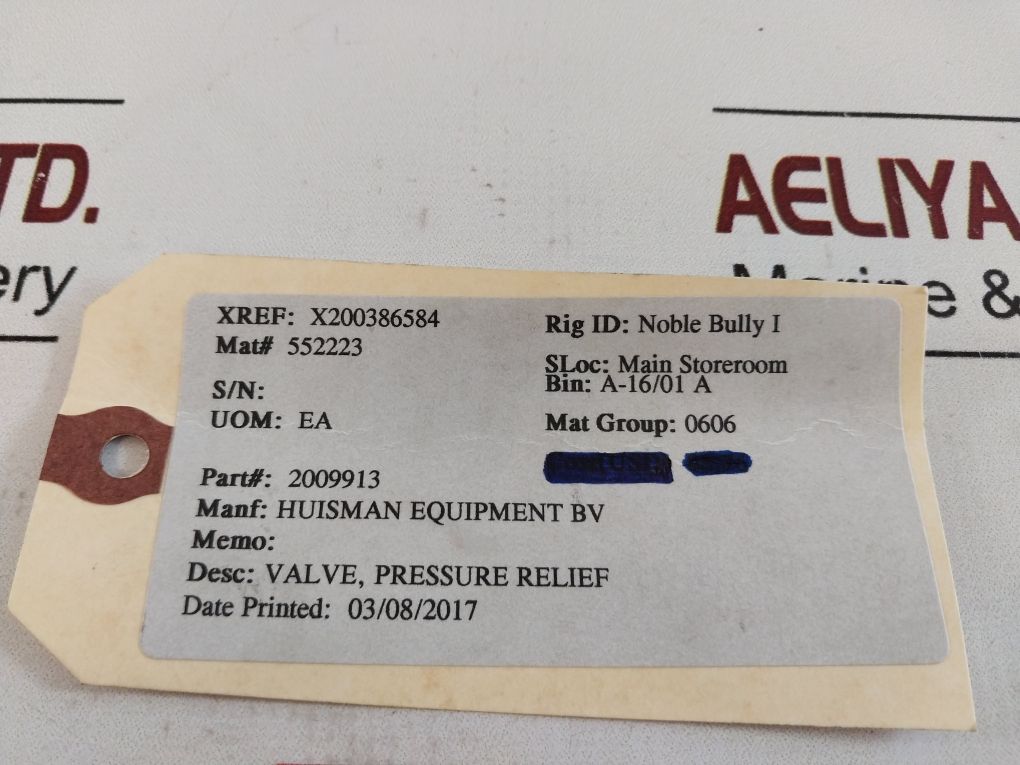 TD.
ery
AELIYA
Marine &
XREF: X200386584
Mat# 552223
S/N:
UOM: EA
Part#: 2009913
Manf: HUISMAN EQUIPMENT BV
Memo:
Desc: VALVE, PRESSURE RELIEF
Date Printed: 03/08/2017
Rig ID: Noble Bully I
SLoc: Main Storeroom
Bin: A-16/01 A
Mat Group: 0606